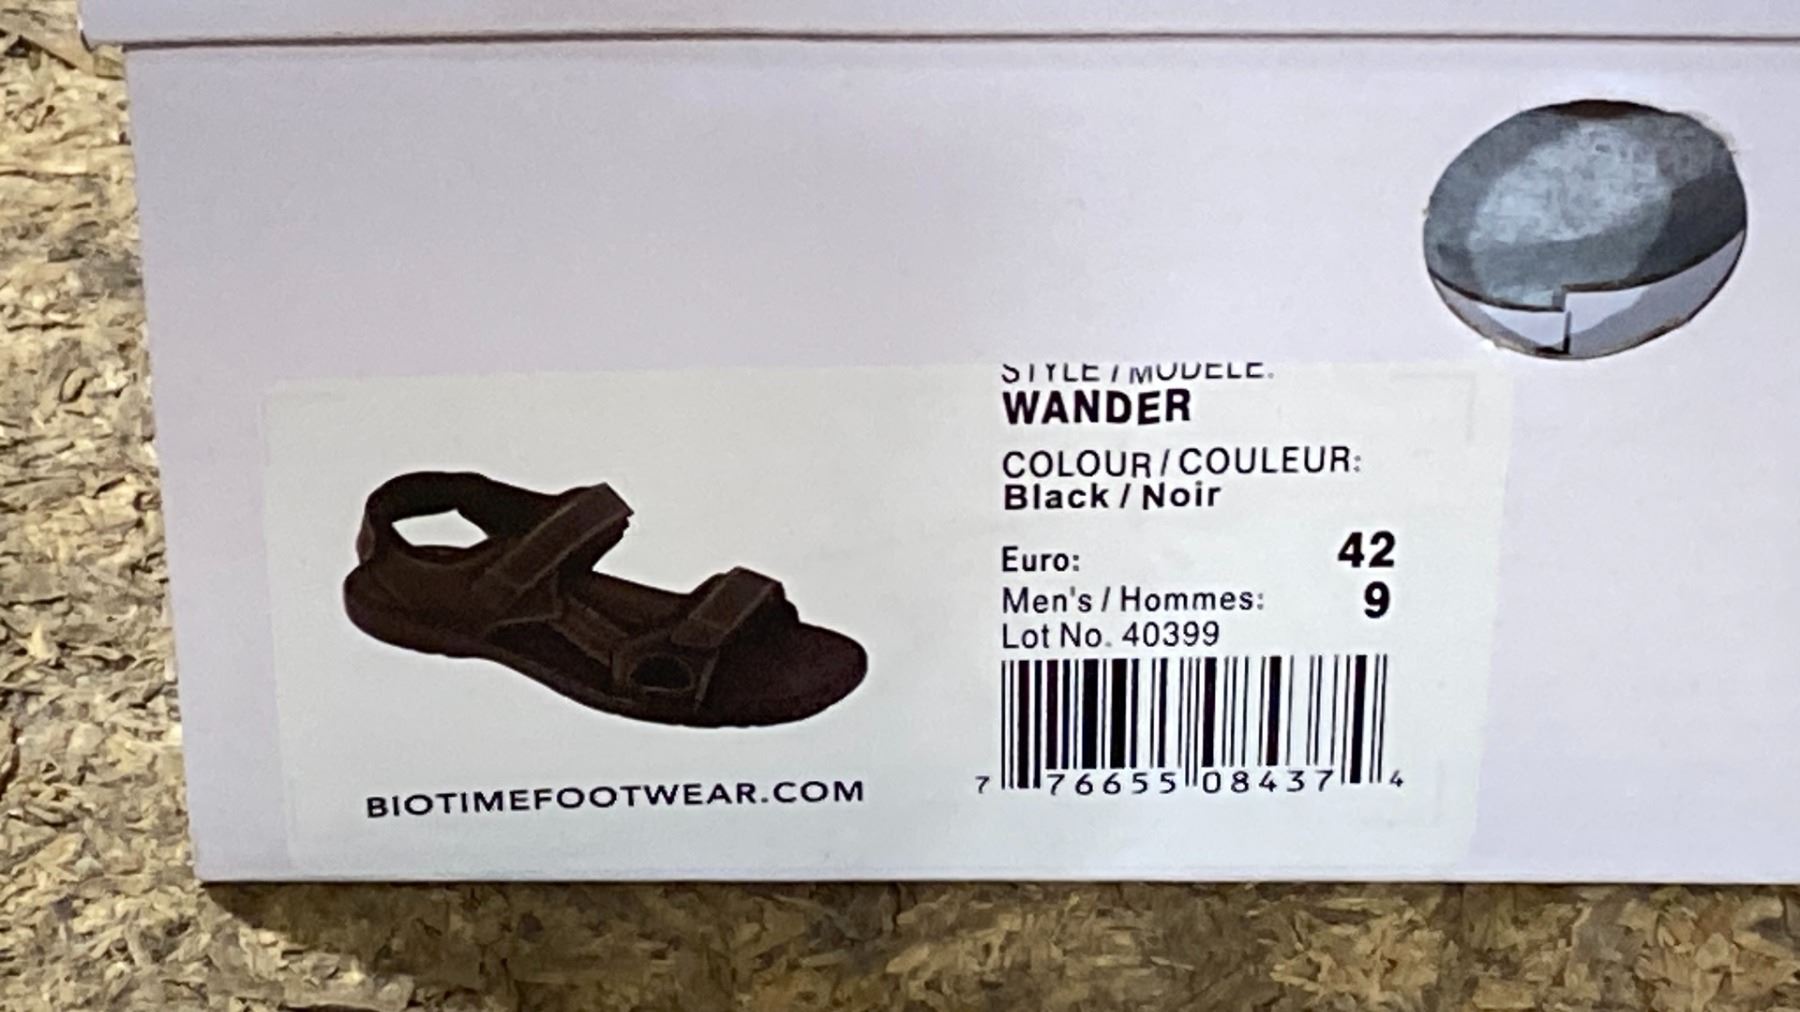 STYLE / MODÈLE:
WANDER
COLOUR / COULEUR:
Black / Noir
Euro: 42
Men's / Hommes: 9
Lot No. 40399
7 76655 08437 4
BIOTIMEFOOTWEAR.COM